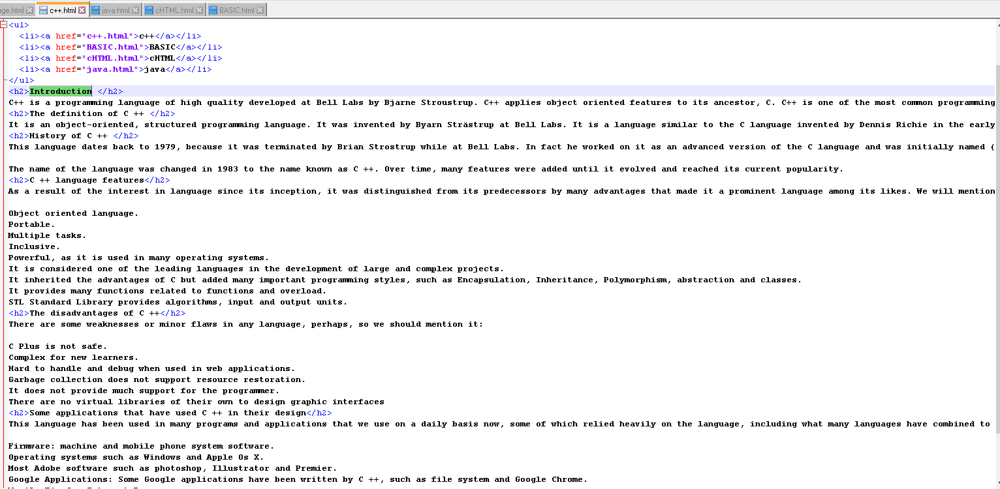 age.html c++.html java.html cHTML.html BASIC.html
<ul>
<li><a href="c++.html">c++</a></li>
<li><a href="BASIC.html">BASIC</a></li>
<li><a href="cHTML.html">cHTML</a></li>
<li><a href="java.html">java</a></li>
</ul>
<h2>Introduction </h2>
C++ is a programming language of high quality developed at Bell Labs by Bjarne Stroustrup. C++ applies object oriented features to its ancestor, C. C++ is one of the most common programming
<h2>The definition of C ++ </h2>
It is an object-oriented, structured programming language. It was invented by Byarn Strästrup at Bell Labs. It is a language similar to the C language invented by Dennis Richie in the early
<h2>History of C ++ </h2>
This language dates back to 1979, because it was terminated by Brian Strostrup while at Bell Labs. In fact he worked on it as an advanced version of the C language and was initially named (
The name of the language was changed in 1983 to the name known as C ++. Over time, many features were added until it evolved and reached its current popularity.
<h2>C ++ language features</h2>
As a result of the interest in language since its inception, it was distinguished from its predecessors by many advantages that made it a prominent language among its likes. We will mention
Object oriented language.
Portable.
Multiple tasks.
Inclusive.
Powerful, as it is used in many operating systems.
It is considered one of the leading languages in the development of large and complex projects.
It inherited the advantages of C but added many important programming styles, such as Encapsulation, Inheritance, Polymorphism, abstraction and classes.
It provides many functions related to functions and overload.
STL Standard Library provides algorithms, input and output units.
<h2>The disadvantages of C ++</h2>
There are some weaknesses or minor flaws in any language, perhaps, so we should mention it:
C Plus is not safe.
Complex for new learners.
Hard to handle and debug when used in web applications.
Garbage collection does not support resource restoration.
It does not provide much support for the programmer.
There are no virtual libraries of their own to design graphic interfaces
<h2>Some applications that have used C ++ in their design</h2>
This language has been used in many programs and applications that we use on a daily basis now, some of which relied heavily on the language, including what many languages have combined to
Firmware: machine and mobile phone system software.
Operating systems such as Windows and Apple Os X.
Most Adobe software such as photoshop, Illustrator and Premier.
Google Applications: Some Google applications have been written by C ++, such as file system and Google Chrome.